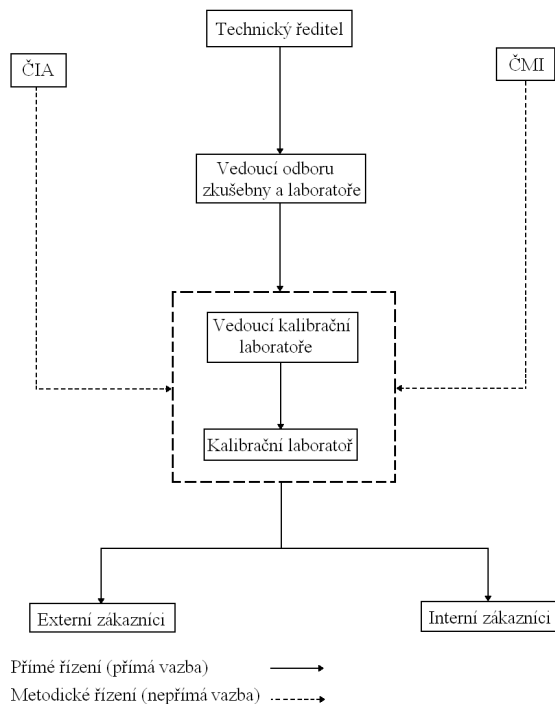 Technický ředitel
ČIA
ČMI
Vedoucí odboru
zkušebny a laboratoře
Vedoucí kalibrační
laboratoře
Kalibrační laboratoř
Externí zákazníci
Interní zákazníci
Přímé řízení (přímá vazba)
Metodické řízení (nepřímá vazba)